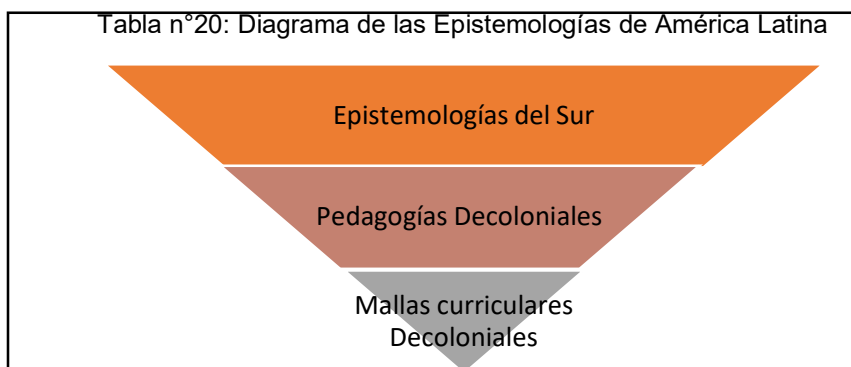 Tabla n°20: Diagrama de las Epistemologías de América Latina
Epistemologías del Sur
Pedagogías Decoloniales
Mallas curriculares
Decoloniales